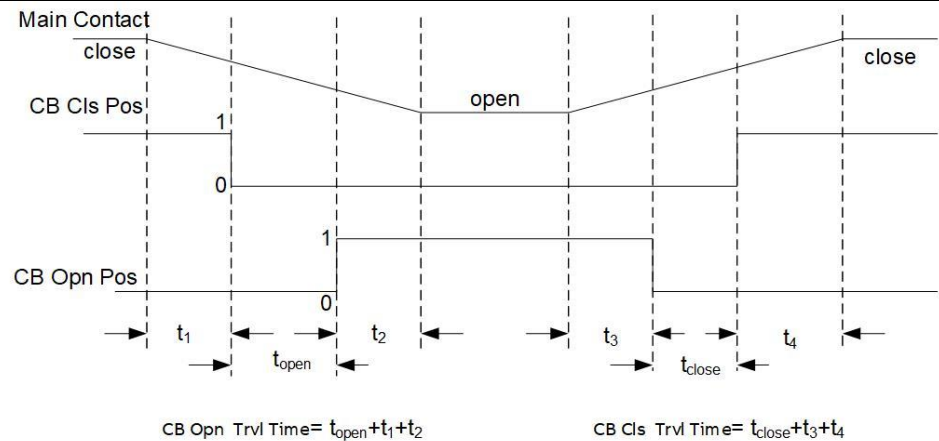 Main Contact
close
close
open
CB Cls Pos
1
0
1
CB Opn Pos
0
t1
t2
t3
t4
topen
tclose
CB Opn Trvl Time= topen+t1+t2
CB Cls Trvl Time= tclose+t3+t4